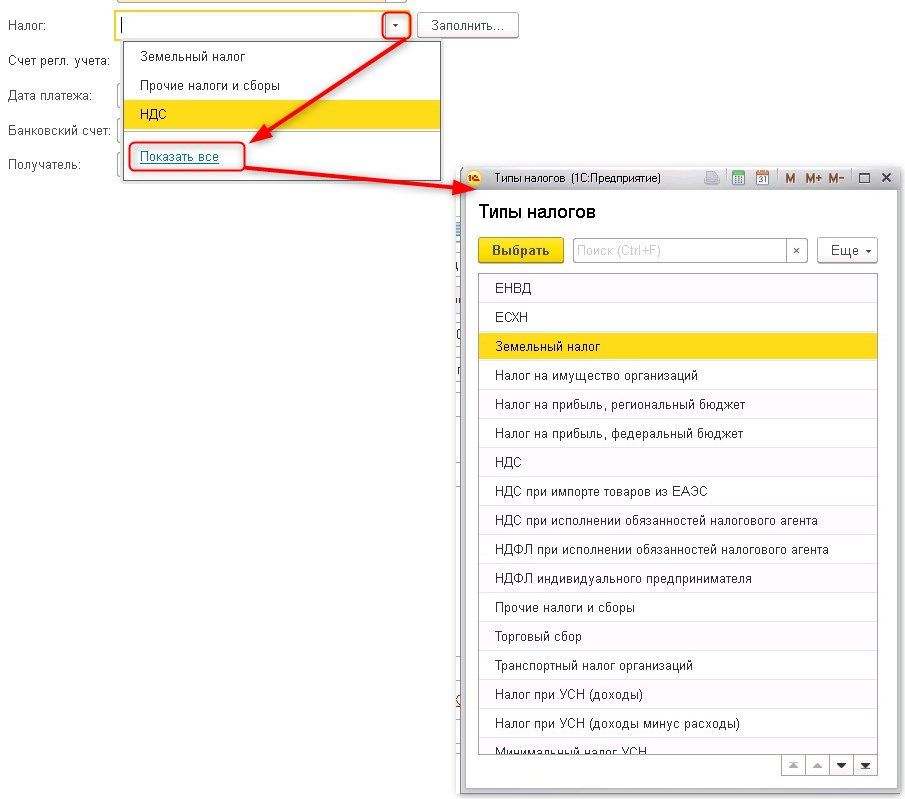 Налог:
Заполнить...
Земельный налог
Счет регл. учета:
Прочие налоги и сборы
Дата платежа:
НДС
Банковский счет:
Показать все
Получатель:
1С Типы налогов (1С:Предприятие) 31 M M+ M-
Типы налогов
Выбрать
Поиск (Ctrl+F)
×
Еще
ЕНВД
ЕСХН
Земельный налог
Налог на имущество организаций
Налог на прибыль, региональный бюджет
Налог на прибыль, федеральный бюджет
НДС
НДС при импорте товаров из ЕАЭС
НДС при исполнении обязанностей налогового агента
НДФЛ при исполнении обязанностей налогового агента
НДФЛ индивидуального предпринимателя
Прочие налоги и сборы
Торговый сбор
Транспортный налог организаций
Налог при УСН (доходы)
Налог при УСН (доходы минус расходы)
Минимальный налог УСН